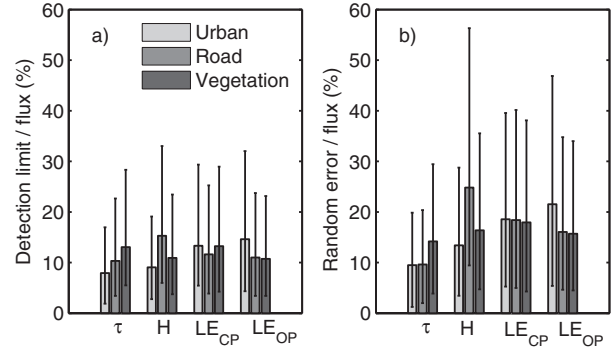 a)
Urban
Road
Vegetation
Detection limit / flux (%)
60
50
40
30
20
10
0
τ H LE_CP LE_OP
b)
Random error / flux (%)
60
50
40
30
20
10
0
τ H LE_CP LE_OP